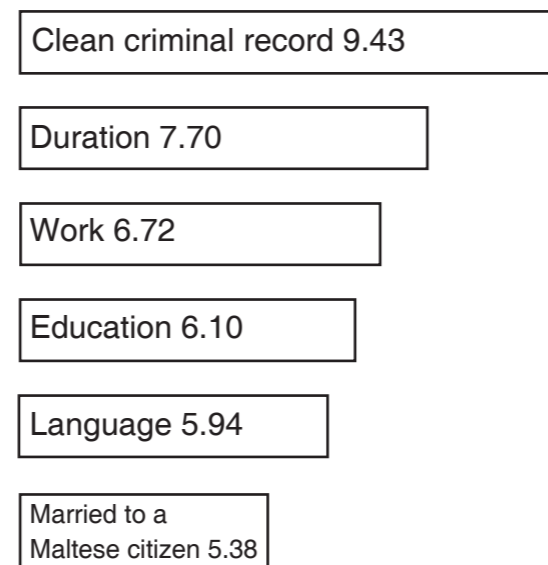 Clean criminal record 9.43
Duration 7.70
Work 6.72
Education 6.10
Language 5.94
Married to a
Maltese citizen 5.38